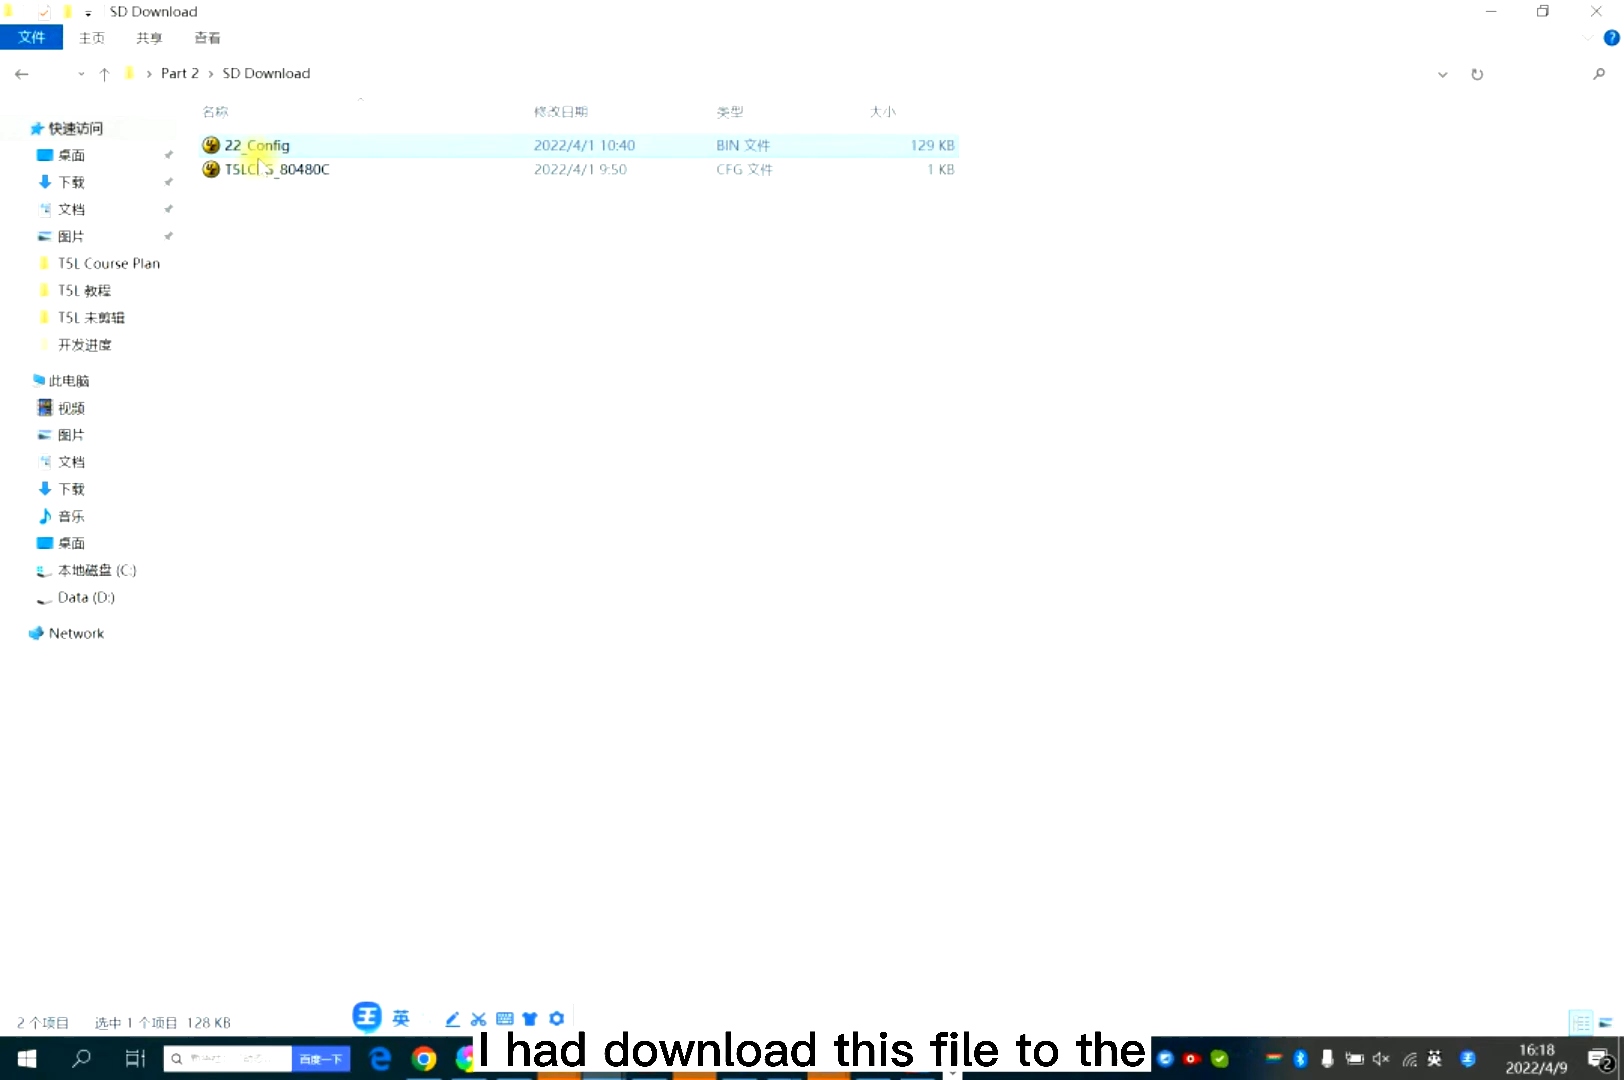 SD Download
文件 主页 共享 查看
Part 2 › SD Download
名称 修改日期 类型 大小
22_Config 2022/4/1 10:40 BIN 文件 129 KB
2022/4/1 9:50 CFG 文件 1 KB
快速访问
桌面
下载
文档
图片
T5L Course Plan
T5L 教程
T5L 未剪辑
开发进度
此电脑
视频
图片
文档
下载
音乐
桌面
本地磁盘 (C:)
Data (D:)
Network
2 个项目 选中 1 个项目 128 KB
王 英
百度一下
I had download this file to the
英
16:18
2022/4/9
2